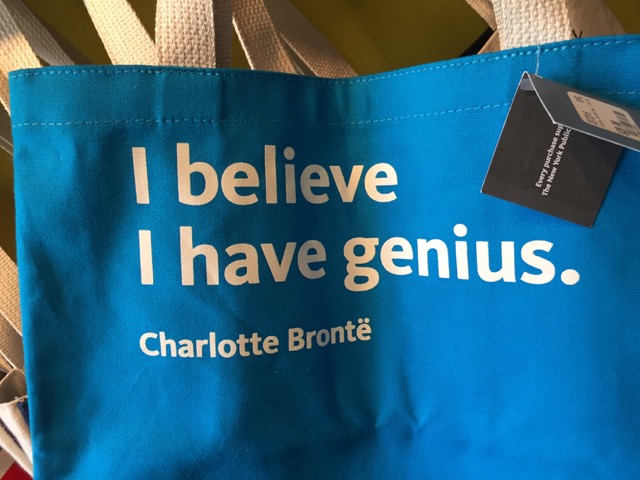 I believe
I have genius.
Charlotte Brontë
Every purchase
The New York Public